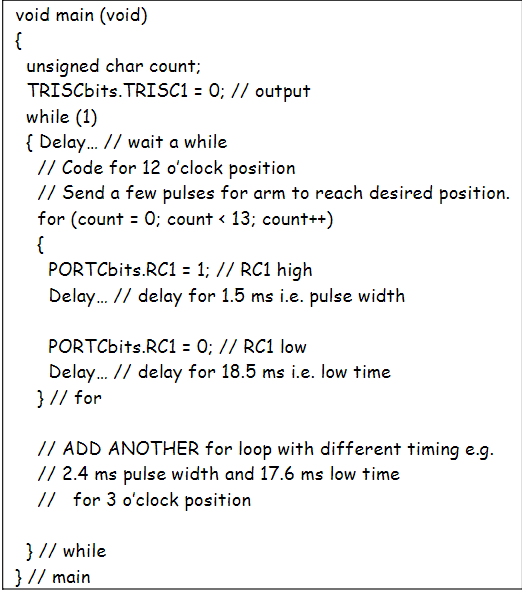 void main (void)
{
unsigned char count;
TRISCbits.TRISC1 = 0; // output
while (1)
{ Delay… // wait a while
// Code for 12 o’clock position
// Send a few pulses for arm to reach desired position.
for (count = 0; count < 13; count++)
{
PORTCbits.RC1 = 1; // RC1 high
Delay… // delay for 1.5 ms i.e. pulse width
PORTCbits.RC1 = 0; // RC1 low
Delay… // delay for 18.5 ms i.e. low time
} // for
// ADD ANOTHER for loop with different timing e.g.
// 2.4 ms pulse width and 17.6 ms low time
// for 3 o’clock position
} // while
} // main